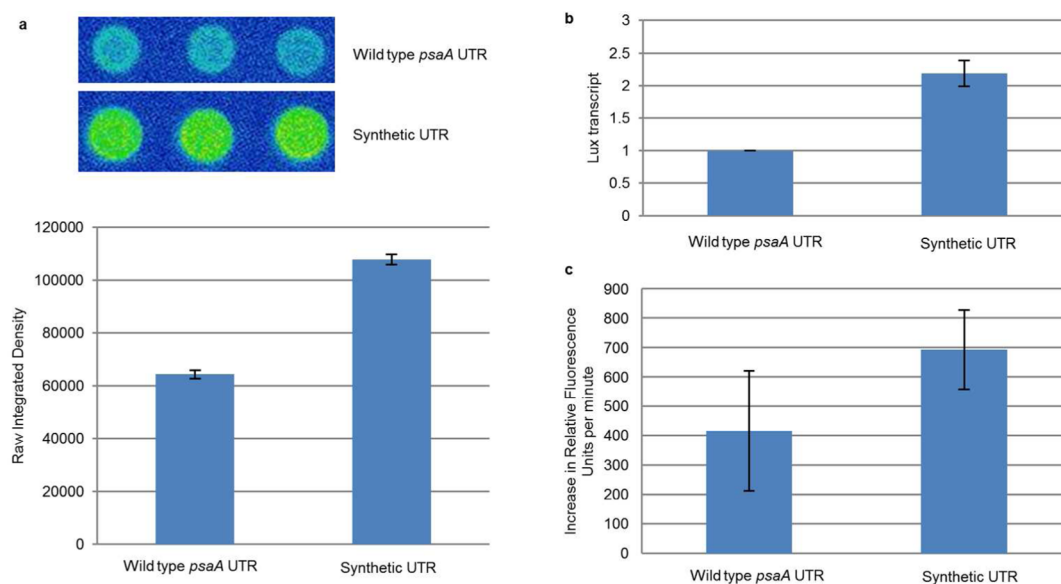 a
Wild type psaA UTR
Synthetic UTR
120000
100000
80000
60000
40000
20000
0
Raw Integrated Density
Wild type psaA UTR
Synthetic UTR
b
3
2.5
2
1.5
1
0.5
0
Lux transcript
Wild type psaA UTR
Synthetic UTR
c
900
800
700
600
500
400
300
200
100
0
Increase in Relative Fluorescence
Units per minute
Wild type psaA UTR
Synthetic UTR